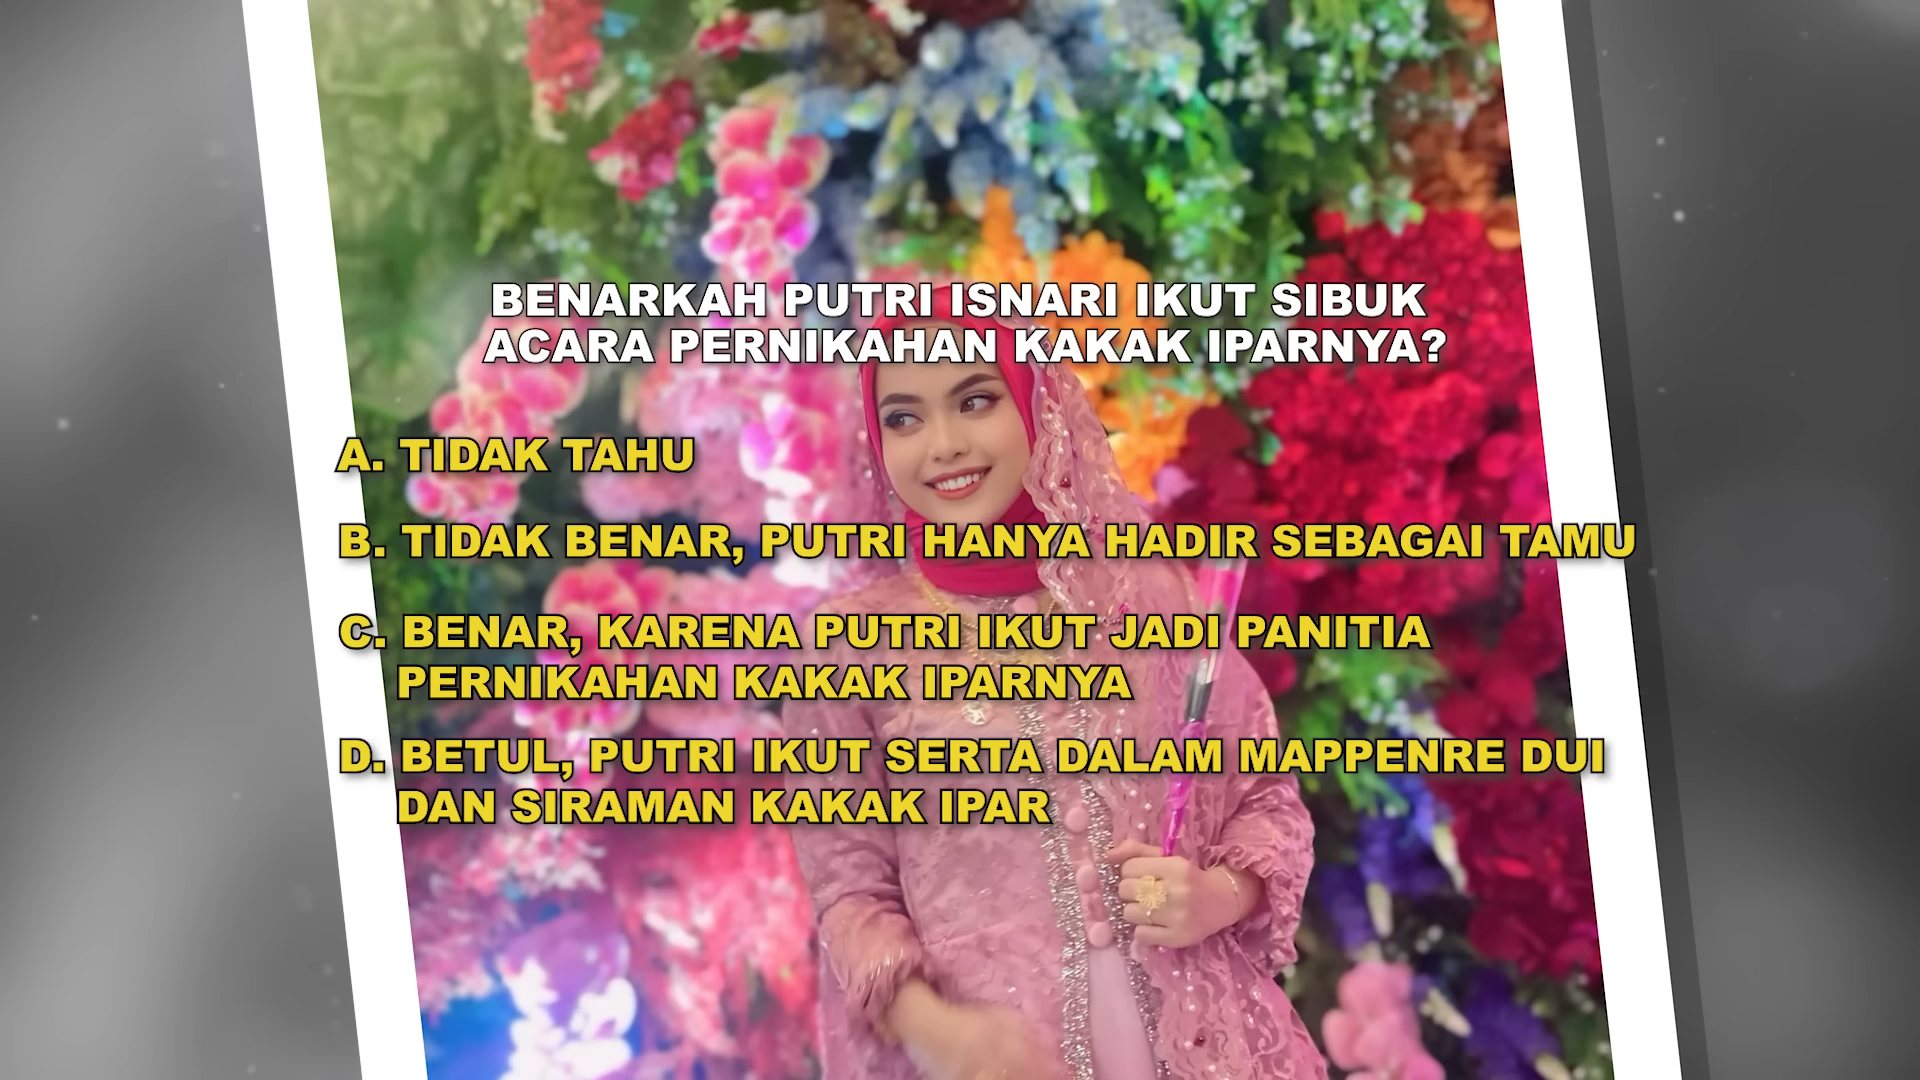 BENARKAH PUTRI ISNARI IKUT SIBUK
ACARA PERNIKAHAN KAKAK IPARNYA?
A. TIDAK TAHU
B. TIDAK BENAR, PUTRI HANYA HADIR SEBAGAI TAMU
C. BENAR, KARENA PUTRI IKUT JADI PANITIA
PERNIKAHAN KAKAK IPARNYA
D. BETUL, PUTRI IKUT SERTA DALAM MAPPENRE DUI
DAN SIRAMAN KAKAK IPAR